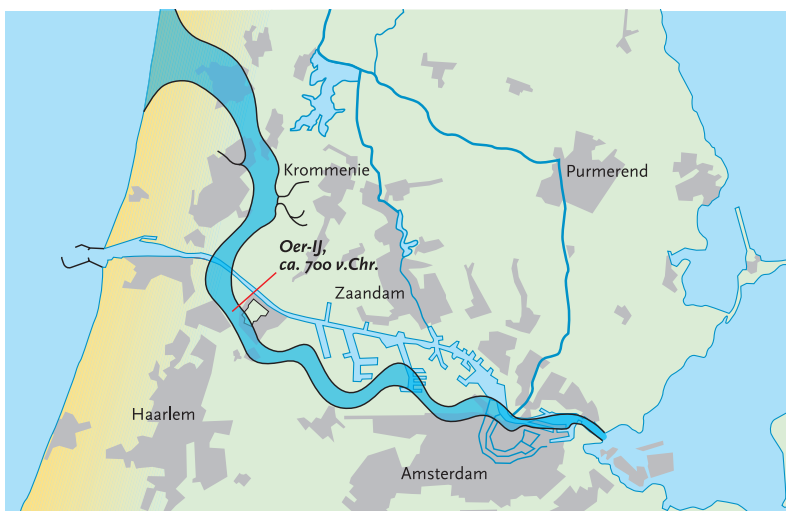 Krommenie
Purmerend
Oer-IJ,
ca. 700 v.Chr.
Zaandam
Haarlem
Amsterdam